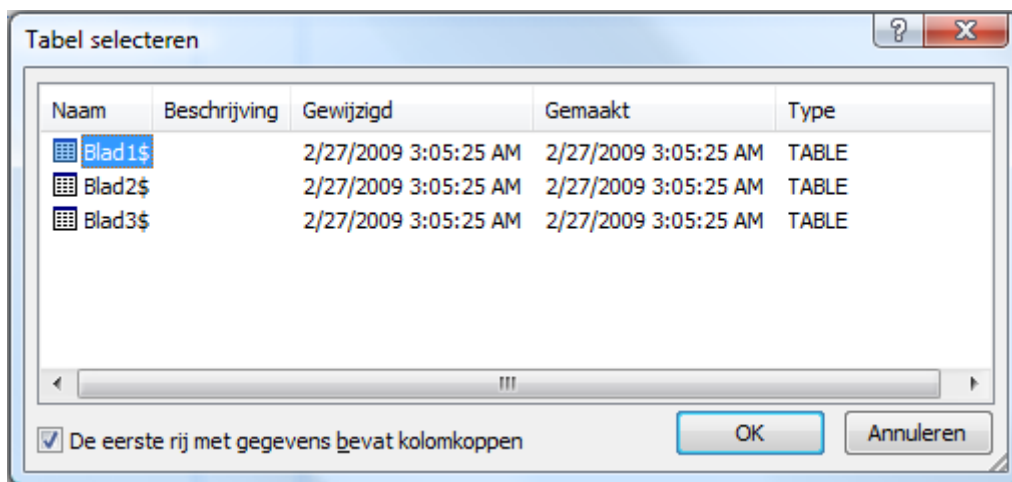 Tabel selecteren
Naam Beschrijving Gewijzigd Gemaakt Type
Blad1$ 2/27/2009 3:05:25 AM 2/27/2009 3:05:25 AM TABLE
Blad2$ 2/27/2009 3:05:25 AM 2/27/2009 3:05:25 AM TABLE
Blad3$ 2/27/2009 3:05:25 AM 2/27/2009 3:05:25 AM TABLE
De eerste rij met gegevens bevat kolomkoppen OK Annuleren